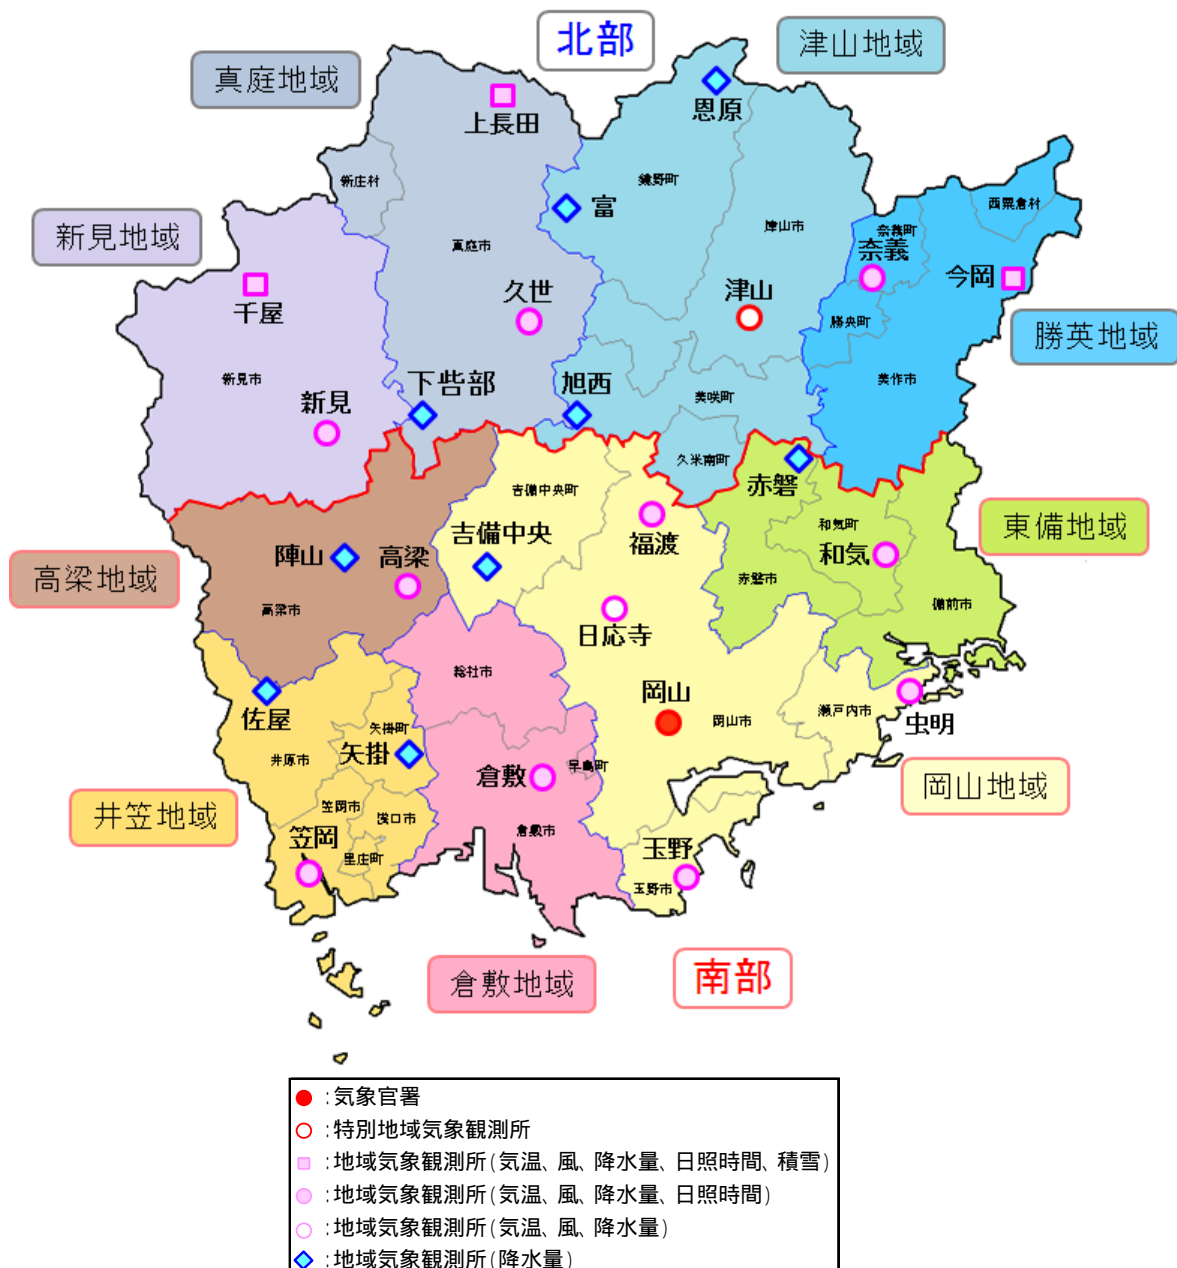 北部
津山地域
真庭地域
恩原
上長田
新庄村
鏡野町
西粟倉村
富
津山市
奈義町
奈義
新見地域
真庭市
今岡
千屋
久世
津山
勝央町
勝英地域
新見市
美作市
下呰部
旭西
新見
美咲町
久米南町
赤磐
吉備中央町
東備地域
福渡
和気町
陣山
高梁
吉備中央
和気
高梁地域
赤磐市
高梁市
備前市
日応寺
総社市
岡山
佐屋
瀬戸内市
岡山市
矢掛町
虫明
井原市
矢掛
早島町
倉敷
岡山地域
井笠地域
笠岡市
浅口市
倉敷市
笠岡
里庄町
玉野
玉野市
倉敷地域
南部
:気象官署
:特別地域気象観測所
:地域気象観測所(気温、風、降水量、日照時間、積雪)
:地域気象観測所(気温、風、降水量、日照時間)
:地域気象観測所(気温、風、降水量)
:地域気象観測所(降水量)